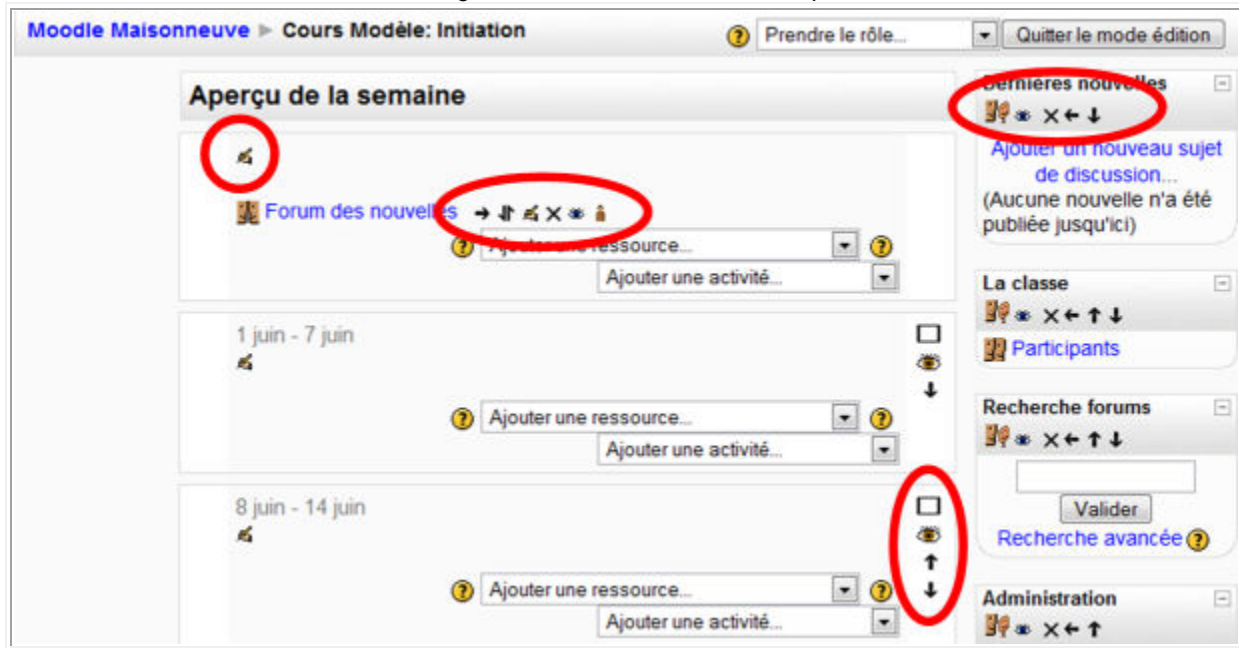 Moodle Maisonneuve ► Cours Modèle: Initiation
Prendre le rôle...
Quitter le mode édition
Aperçu de la semaine
Forum des nouvelles
Ajouter une ressource...
Ajouter une activité...
1 juin - 7 juin
Ajouter une ressource...
Ajouter une activité...
8 juin - 14 juin
Ajouter une ressource...
Ajouter une activité...
Dernières nouvelles
Ajouter un nouveau sujet
de discussion...
(Aucune nouvelle n'a été
publiée jusqu'ici)
La classe
Participants
Recherche forums
Valider
Recherche avancée
Administration